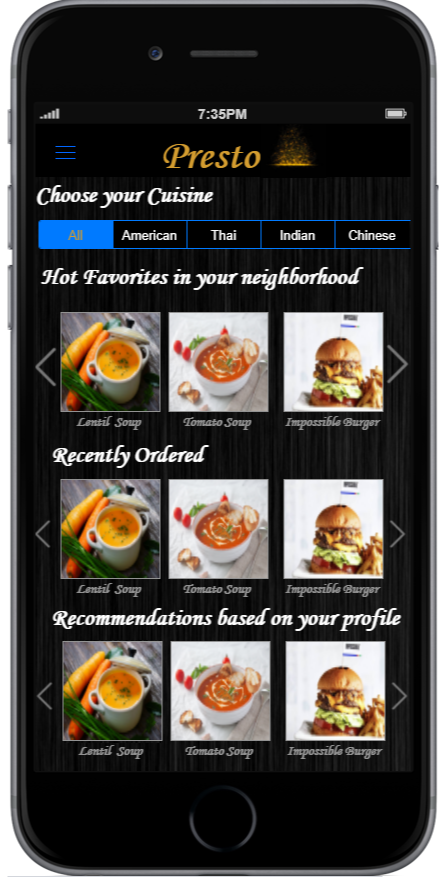 7:35PM
Presto
Choose your Cuisine
All American Thai Indian Chinese
Hot Favorites in your neighborhood
Lentil Soup Tomato Soup Impossible Burger
Recently Ordered
Lentil Soup Tomato Soup Impossible Burger
Recommendations based on your profile
Lentil Soup Tomato Soup Impossible Burger